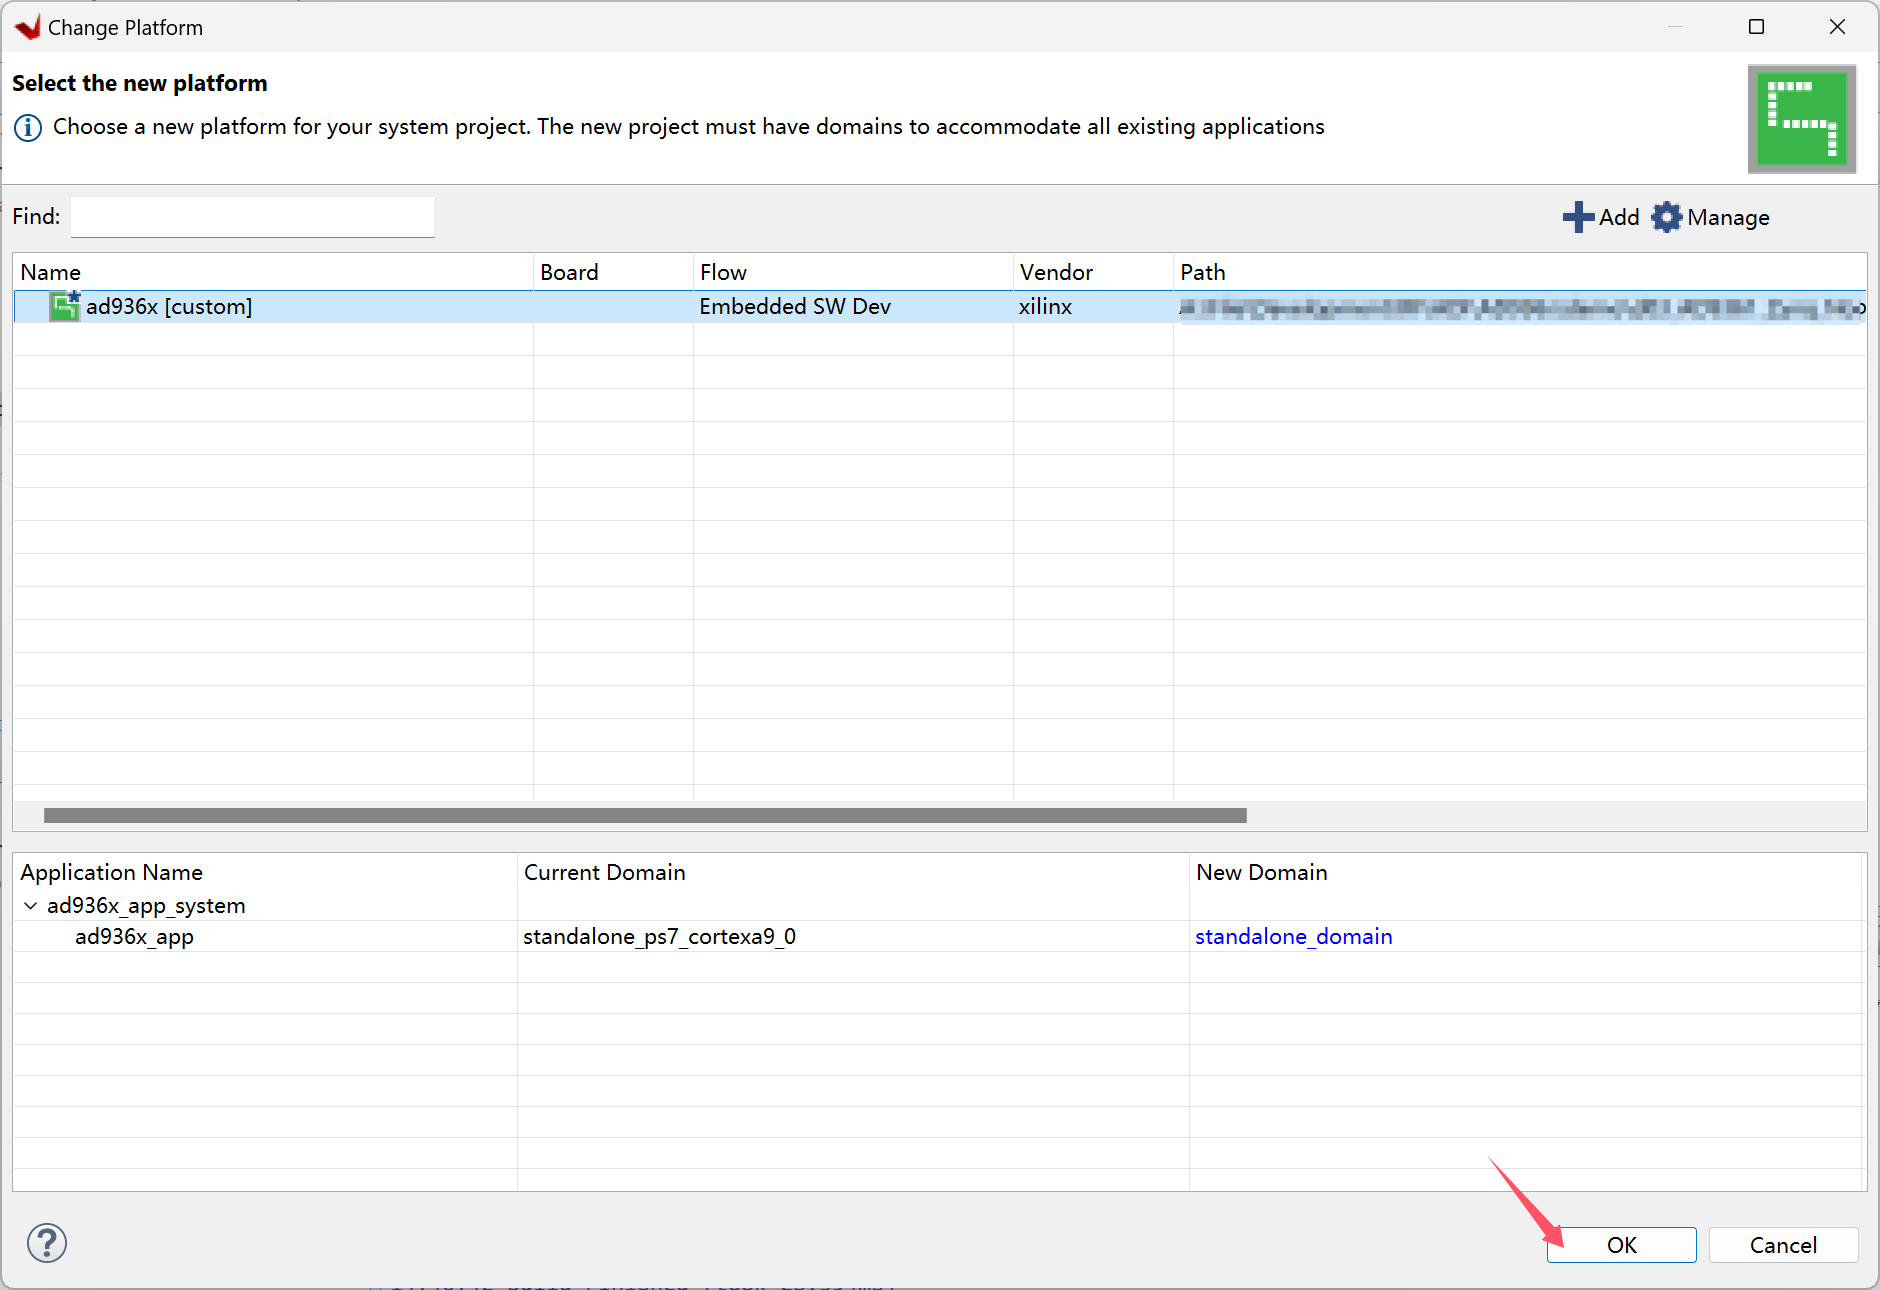 Change Platform
Select the new platform
Choose a new platform for your system project. The new project must have domains to accommodate all existing applications
Find:
Add Manage
Name Board Flow Vendor Path
ad936x [custom] Embedded SW Dev xilinx
Application Name Current Domain New Domain
ad936x_app_system
ad936x_app standalone_ps7_cortexa9_0 standalone_domain
OK Cancel